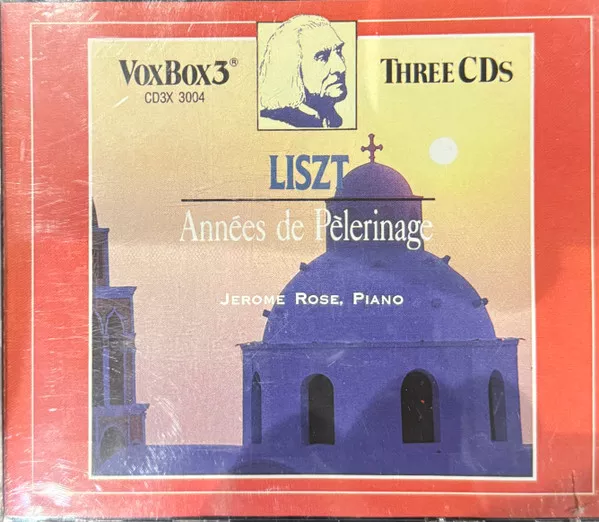 VOXBOX3®
CD3X 3004
THREE CDS
LISZT
Années de Pèlerinage
JEROME ROSE, PIANO